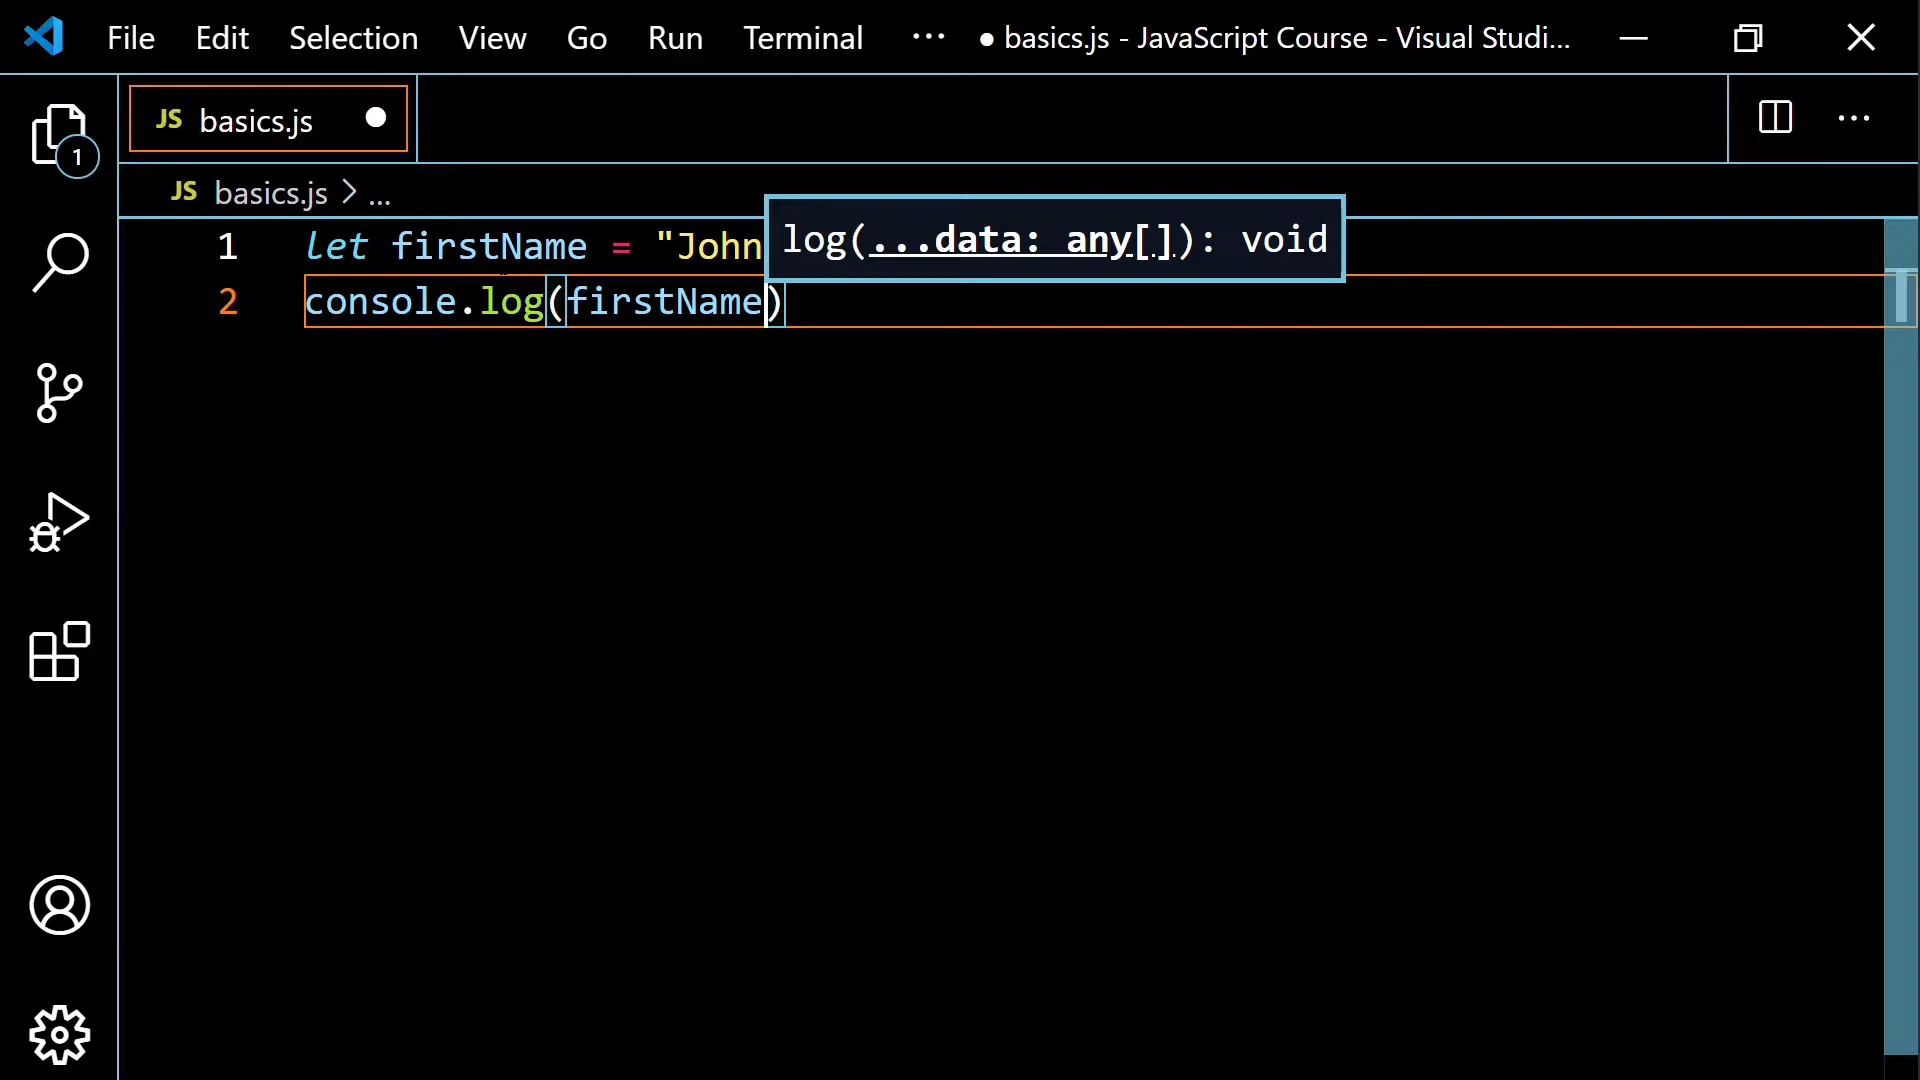 File Edit Selection View Go Run Terminal ··· ● basics.js - JavaScript Course - Visual Studi...
JS basics.js ● ···
1
JS basics.js > ...
log(...data: any[]): void
1 let firstName = "John
2 console.log(firstName)